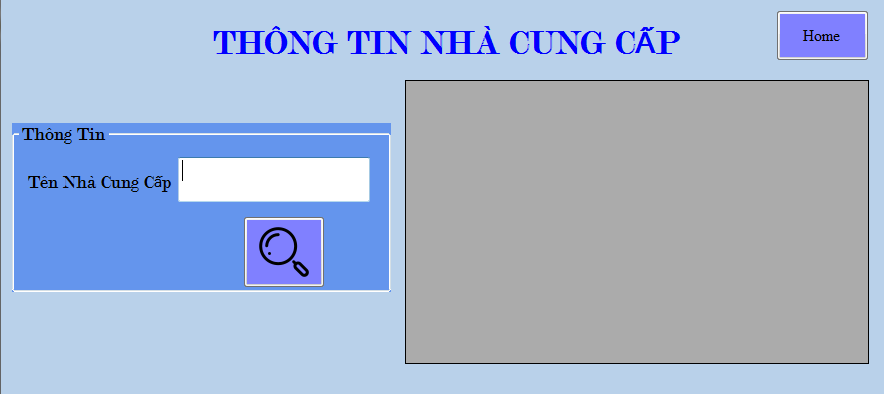 THÔNG TIN NHÀ CUNG CẤP
Home
Thông Tin
Tên Nhà Cung Cấp